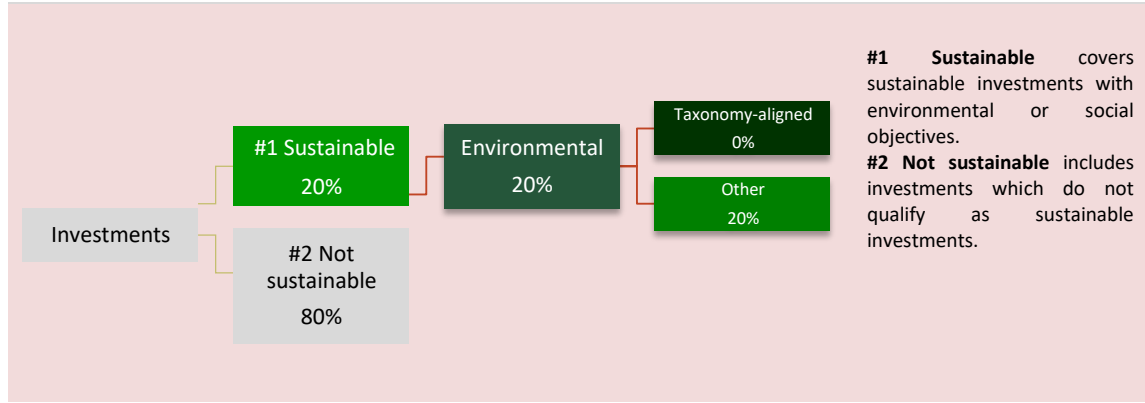 Investments
#1 Sustainable
20%
#2 Not
sustainable
80%
Environmental
20%
Taxonomy-aligned
0%
Other
20%
#1 Sustainable covers
sustainable investments with
environmental or social
objectives.
#2 Not sustainable includes
investments which do not
qualify as sustainable
investments.